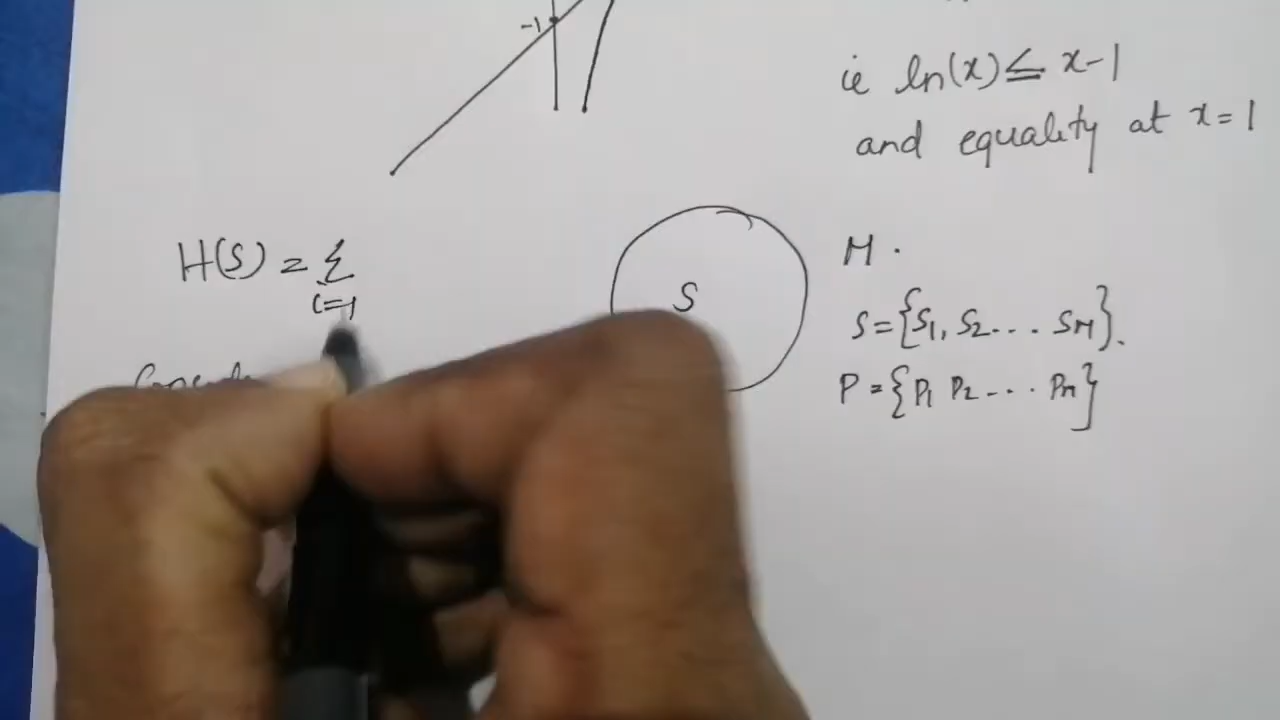 -1
ie ln(x) ≤ x-1
and equality at x=1
H(S) = Σ
i=1
S
M.
S={S1, S2... SM}.
P={P1 P2 ... PM}